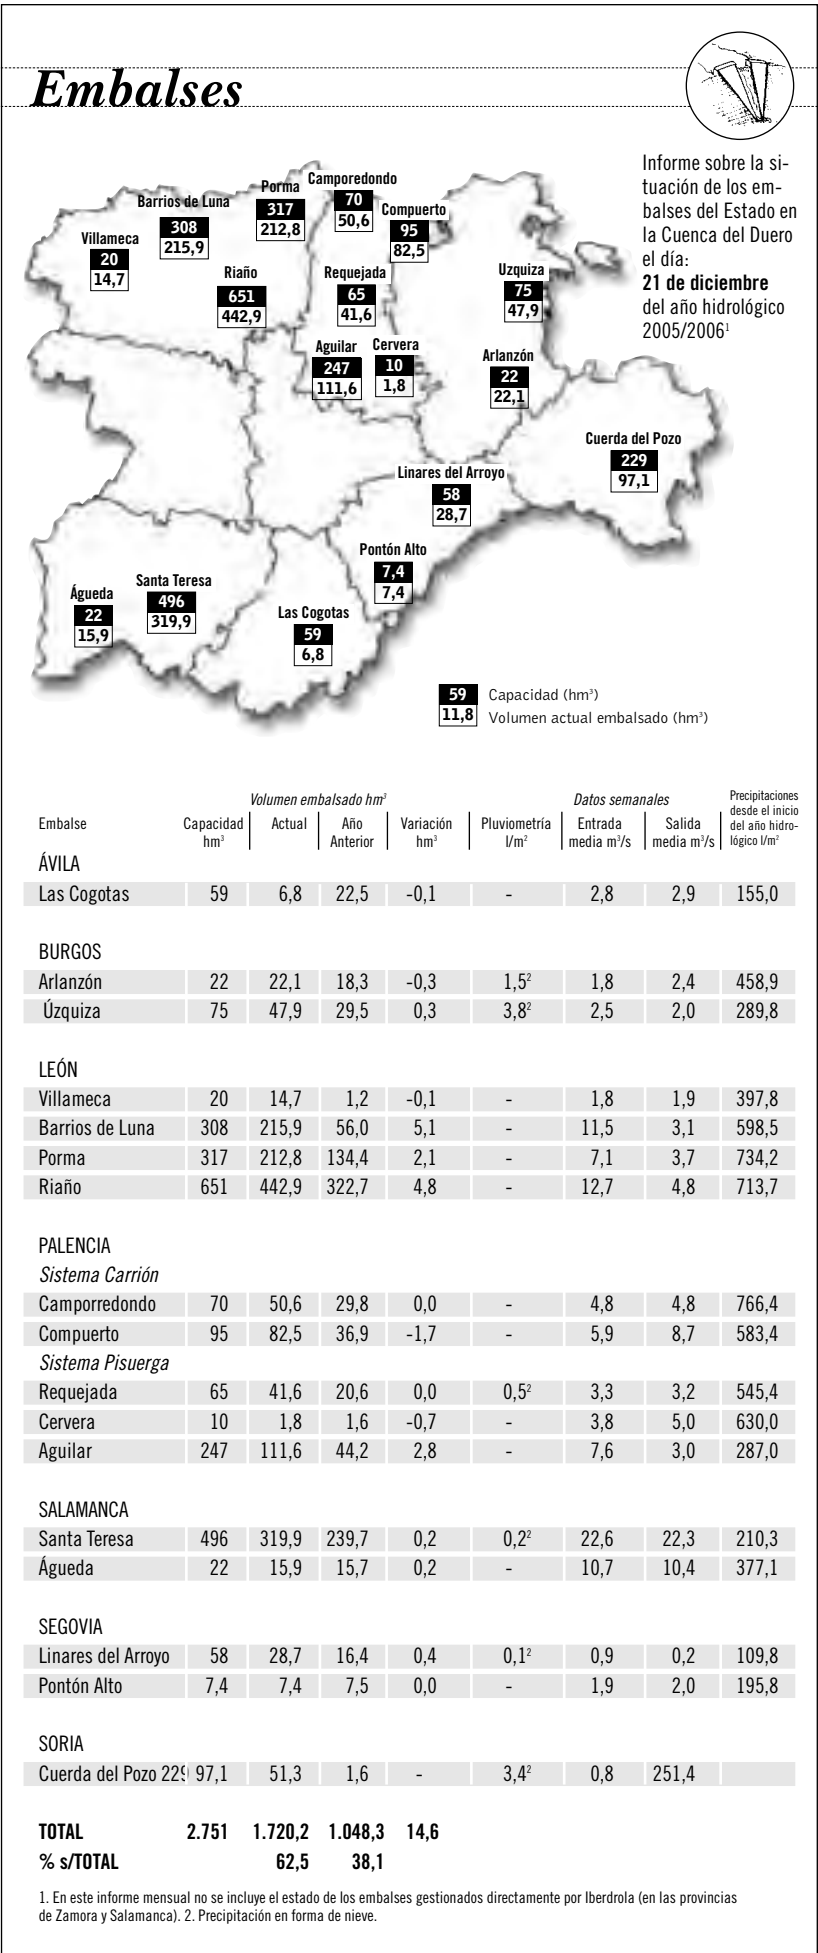 Embalses
Informe sobre la si-
tuación de los em-
balses del Estado en
la Cuenca del Duero
el día:
21 de diciembre
del año hidrológico
2005/2006¹
Villameca
20
14,7
Barrios de Luna
308
215,9
Porma
317
212,8
Camporedondo
70
50,6
Compuerto
95
82,5
Riaño
651
442,9
Requejada
65
41,6
Uzquiza
75
47,9
Aguilar
247
111,6
Cervera
10
1,8
Arlanzón
22
22,1
Cuerda del Pozo
229
97,1
Linares del Arroyo
58
28,7
Pontón Alto
7,4
7,4
Águeda
22
15,9
Santa Teresa
496
319,9
Las Cogotas
59
6,8
59 Capacidad (hm³)
11,8 Volumen actual embalsado (hm³)
Volumen embalsado hm³ Datos semanales Precipitaciones
desde el inicio
Embalse Capacidad Actual Año Variación Pluviometría Entrada Salida del año hidro-
hm³ Anterior hm³ l/m² media m³/s media m³/s lógico l/m²
ÁVILA
Las Cogotas 59 6,8 22,5 -0,1 - 2,8 2,9 155,0
BURGOS
Arlanzón 22 22,1 18,3 -0,3 1,5² 1,8 2,4 458,9
Úzquiza 75 47,9 29,5 0,3 3,8² 2,5 2,0 289,8
LEÓN
Villameca 20 14,7 1,2 -0,1 - 1,8 1,9 397,8
Barrios de Luna 308 215,9 56,0 5,1 - 11,5 3,1 598,5
Porma 317 212,8 134,4 2,1 - 7,1 3,7 734,2
Riaño 651 442,9 322,7 4,8 - 12,7 4,8 713,7
PALENCIA
Sistema Carrión
Camporredondo 70 50,6 29,8 0,0 - 4,8 4,8 766,4
Compuerto 95 82,5 36,9 -1,7 - 5,9 8,7 583,4
Sistema Pisuerga
Requejada 65 41,6 20,6 0,0 0,5² 3,3 3,2 545,4
Cervera 10 1,8 1,6 -0,7 - 3,8 5,0 630,0
Aguilar 247 111,6 44,2 2,8 - 7,6 3,0 287,0
SALAMANCA
Santa Teresa 496 319,9 239,7 0,2 0,2² 22,6 22,3 210,3
Águeda 22 15,9 15,7 0,2 - 10,7 10,4 377,1
SEGOVIA
Linares del Arroyo 58 28,7 16,4 0,4 0,1² 0,9 0,2 109,8
Pontón Alto 7,4 7,4 7,5 0,0 - 1,9 2,0 195,8
SORIA
Cuerda del Pozo 229 97,1 51,3 1,6 - 3,4² 0,8 251,4
TOTAL 2.751 1.720,2 1.048,3 14,6
% s/TOTAL 62,5 38,1
1. En este informe mensual no se incluye el estado de los embalses gestionados directamente por Iberdrola (en las provincias
de Zamora y Salamanca). 2. Precipitación en forma de nieve.